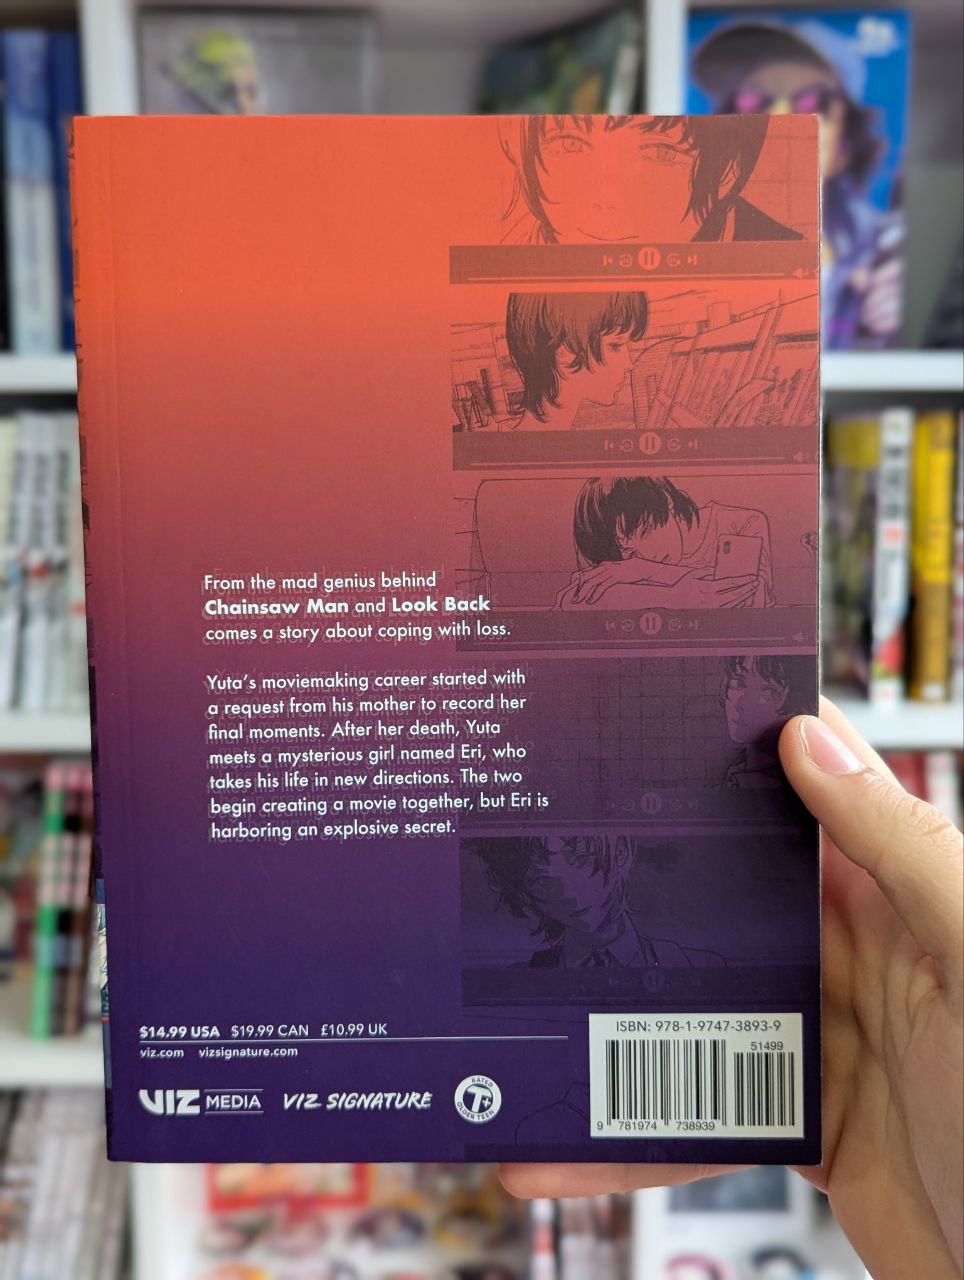 From the mad genius behind
Chainsaw Man and Look Back
comes a story about coping with loss.
Yuta's moviemaking career started with
a request from his mother to record her
final moments. After her death, Yuta
meets a mysterious girl named Eri, who
takes his life in new directions. The two
begin creating a movie together, but Eri is
harboring an explosive secret.
$14.99 USA $19.99 CAN £10.99 UK
viz.com vizsignature.com
VIZ MEDIA
VIZ SIGNATURE
RATED
T+
OLDER TEEN
ISBN: 978-1-9747-3893-9
51499
9 781974 738939